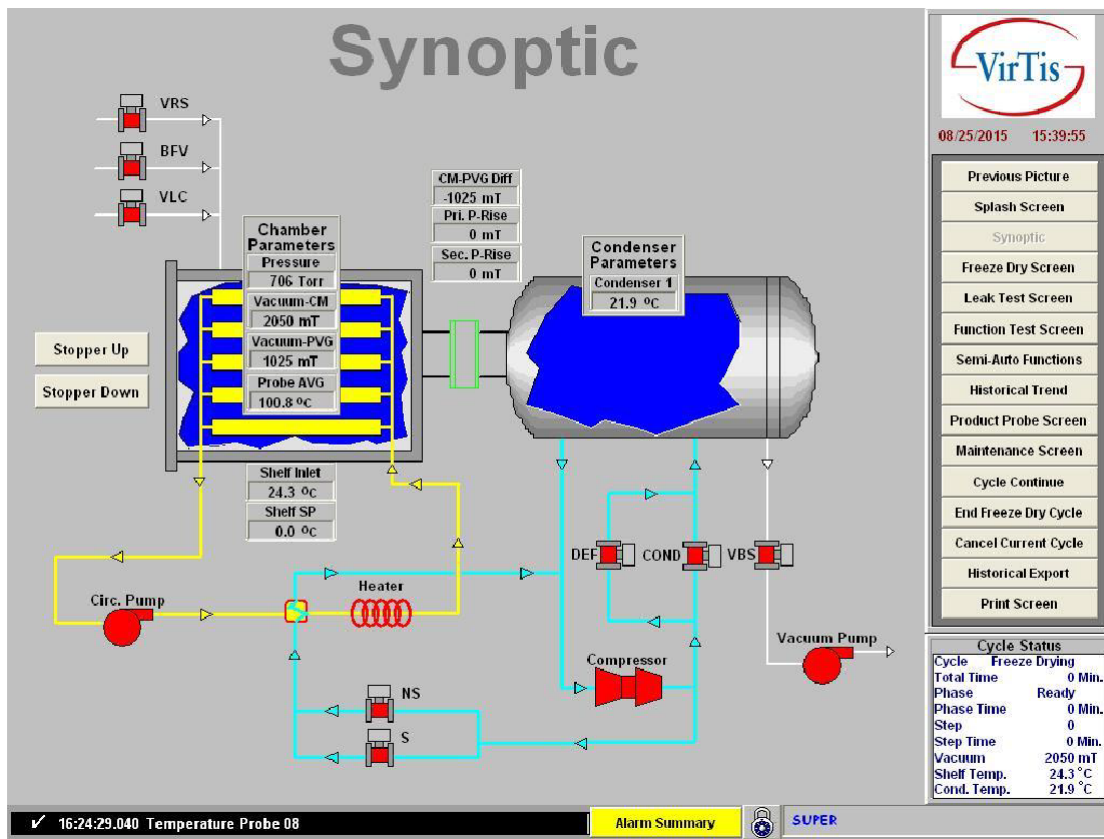 Synoptic
VirTis
08/25/2015 15:39:55
VRS
BFV
VLC
CM-PVG Diff
-1025 mT
Pri. P-Rise
0 mT
Sec. P-Rise
0 mT
Chamber
Parameters
Pressure
706 Torr
Vacuum-CM
2050 mT
Vacuum-PVG
1025 mT
Probe AVG
100.8 ºC
Condenser
Parameters
Condenser 1
21.9 ºC
Stopper Up
Stopper Down
Shelf Inlet
24.3 ºC
Shelf SP
0.0 ºC
DEF
COND
VBS
Heater
Circ. Pump
Compressor
Vacuum Pump
NS
S
Previous Picture
Splash Screen
Synoptic
Freeze Dry Screen
Leak Test Screen
Function Test Screen
Semi-Auto Functions
Historical Trend
Product Probe Screen
Maintenance Screen
Cycle Continue
End Freeze Dry Cycle
Cancel Current Cycle
Historical Export
Print Screen
Cycle Status
Cycle Freeze Drying
Total Time 0 Min.
Phase Ready
Phase Time 0 Min.
Step 0
Step Time 0 Min.
Vacuum 2050 mT
Shelf Temp. 24.3 °C
Cond. Temp. 21.9 °C
✓ 16:24:29.040 Temperature Probe 08
Alarm Summary
SUPER